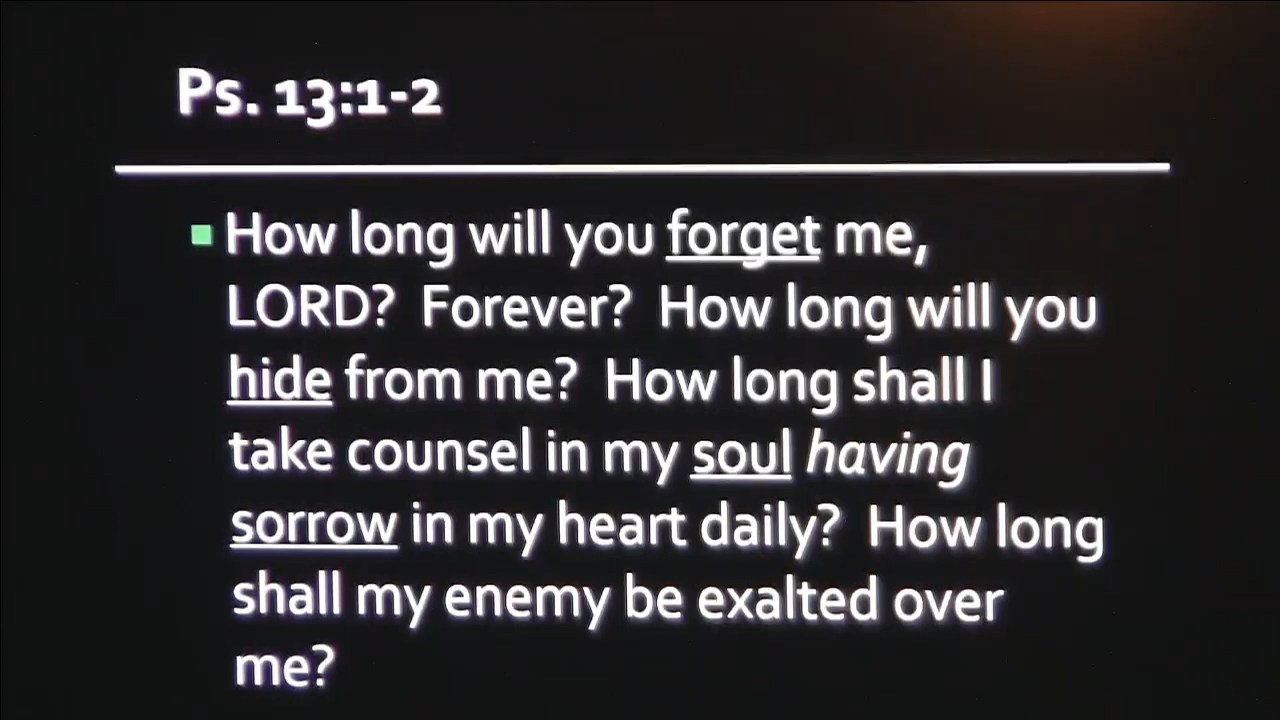 Ps. 13:1-2
How long will you forget me,
LORD? Forever? How long will you
hide from me? How long shall I
take counsel in my soul having
sorrow in my heart daily? How long
shall my enemy be exalted over
me?